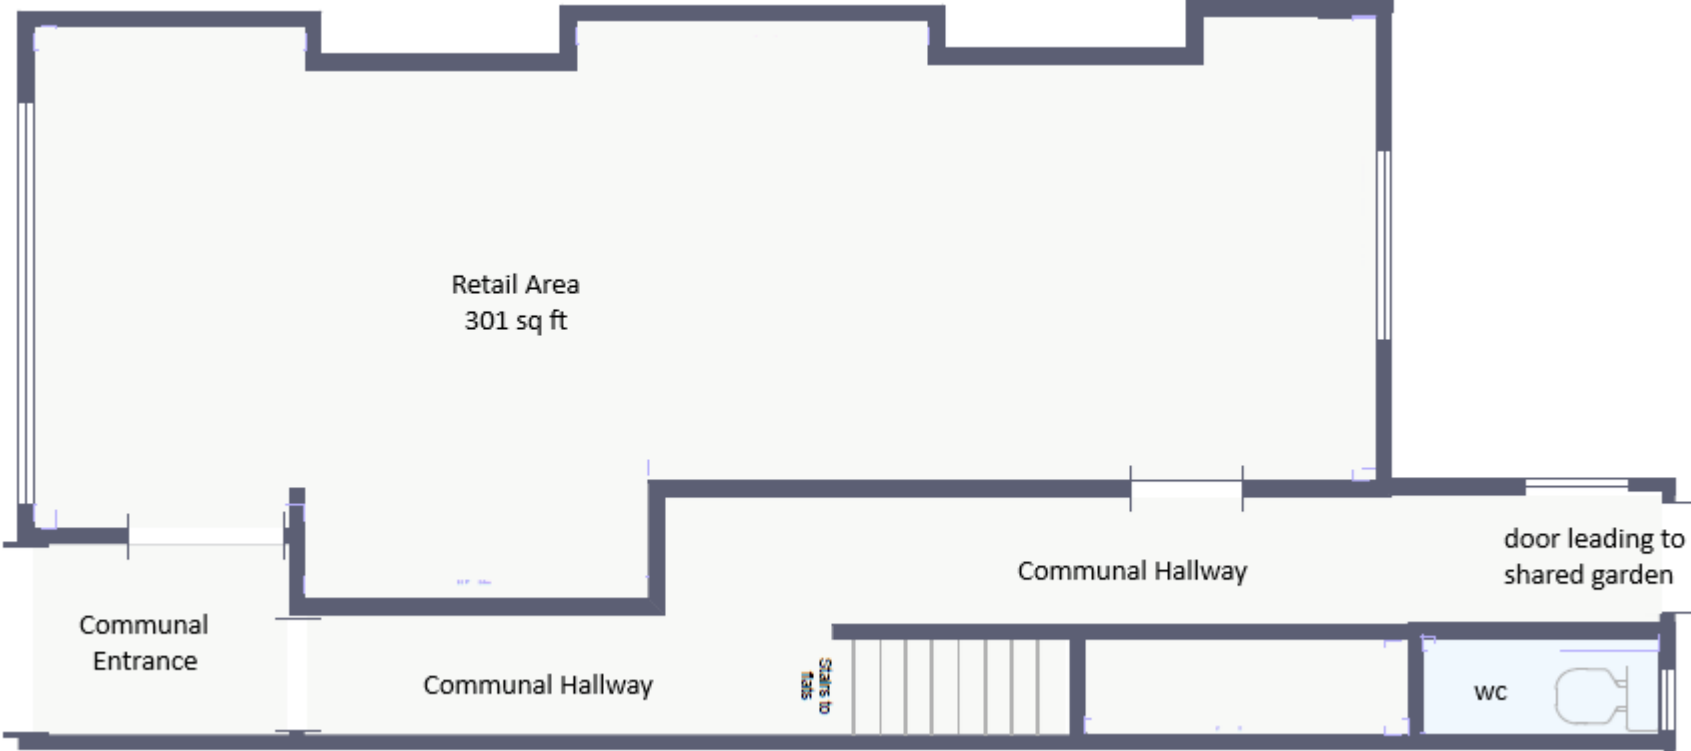 Retail Area
301 sq ft
Communal Hallway
door leading to
shared garden
Communal
Entrance
Communal Hallway
Stairs to
flats
wc